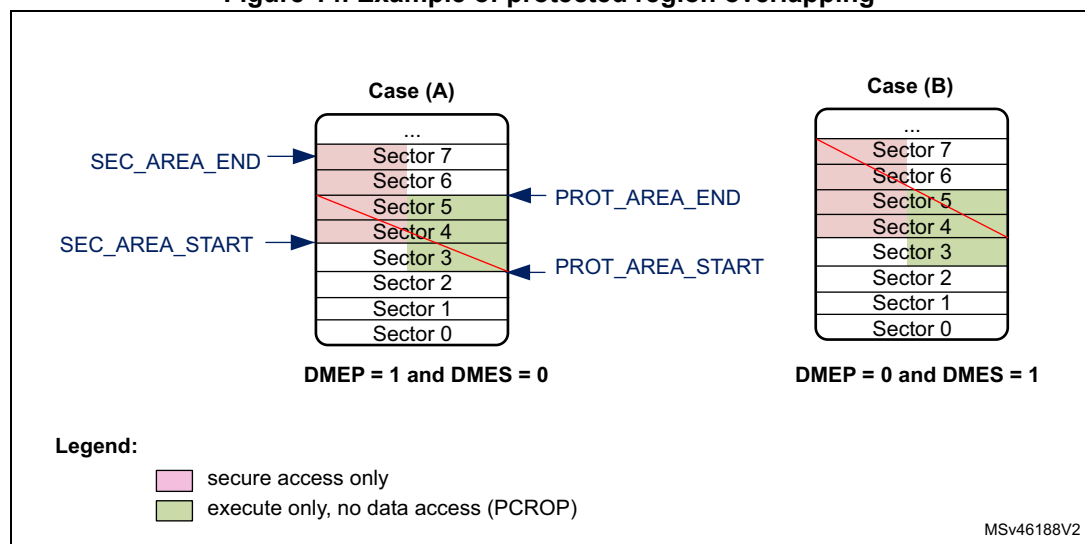 Case (A)
...
Sector 7
Sector 6
Sector 5
Sector 4
Sector 3
Sector 2
Sector 1
Sector 0
SEC_AREA_END
SEC_AREA_START
PROT_AREA_END
PROT_AREA_START
DMEP = 1 and DMES = 0
Case (B)
...
Sector 7
Sector 6
Sector 5
Sector 4
Sector 3
Sector 2
Sector 1
Sector 0
DMEP = 0 and DMES = 1
Legend:
secure access only
execute only, no data access (PCROP)
MSv46188V2